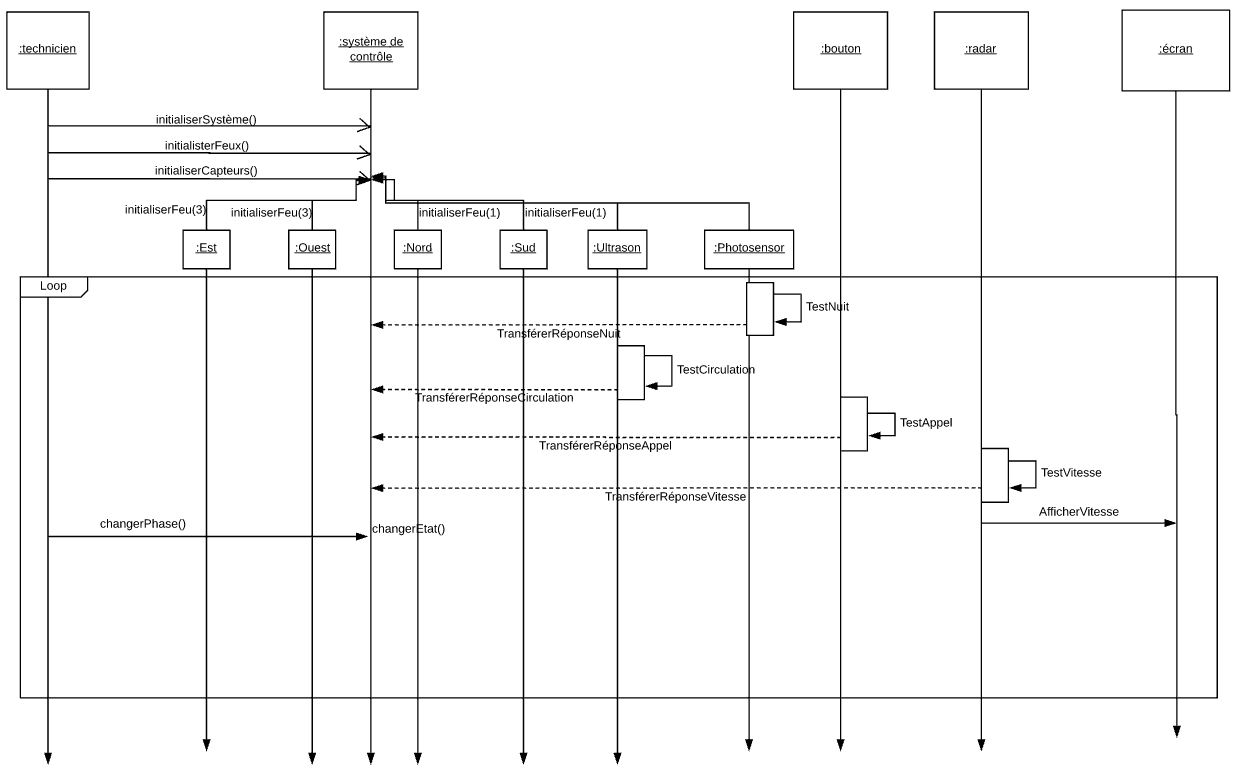 :technicien
:système de
contrôle
:bouton
:radar
:écran
initialiserSystème()
initialisterFeux()
initialiserCapteurs()
initialiserFeu(3)
initialiserFeu(3)
initialiserFeu(1)
initialiserFeu(1)
:Est
:Ouest
:Nord
:Sud
:Ultrason
:Photosensor
Loop
TestNuit
TransférerRéponseNuit
TestCirculation
TransférerRéponseCirculation
TestAppel
TransférerRéponseAppel
TestVitesse
TransférerRéponseVitesse
AfficherVitesse
changerPhase()
changerEtat()